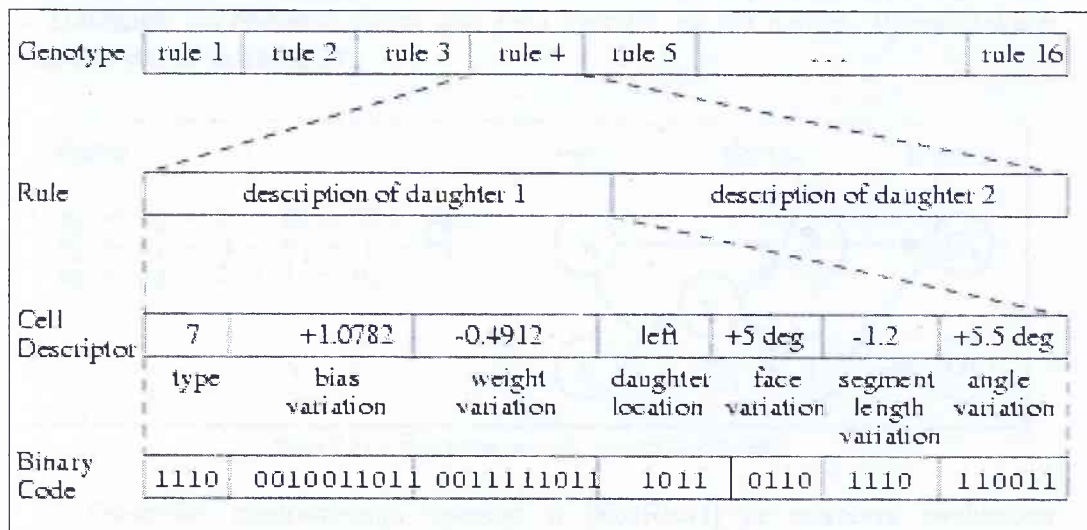 Genotype rule 1 rule 2 rule 3 rule 4 rule 5 ... rule 16
Rule description of daughter 1 description of daughter 2
Cell
Descriptor 7 +1.0782 -0.4912 left +5 deg -1.2 +5.5 deg
type bias weight daughter face segment angle
variation variation location variation length variation
variation
Binary
Code 1110 0010011011 0011111011 1011 0110 1110 110011